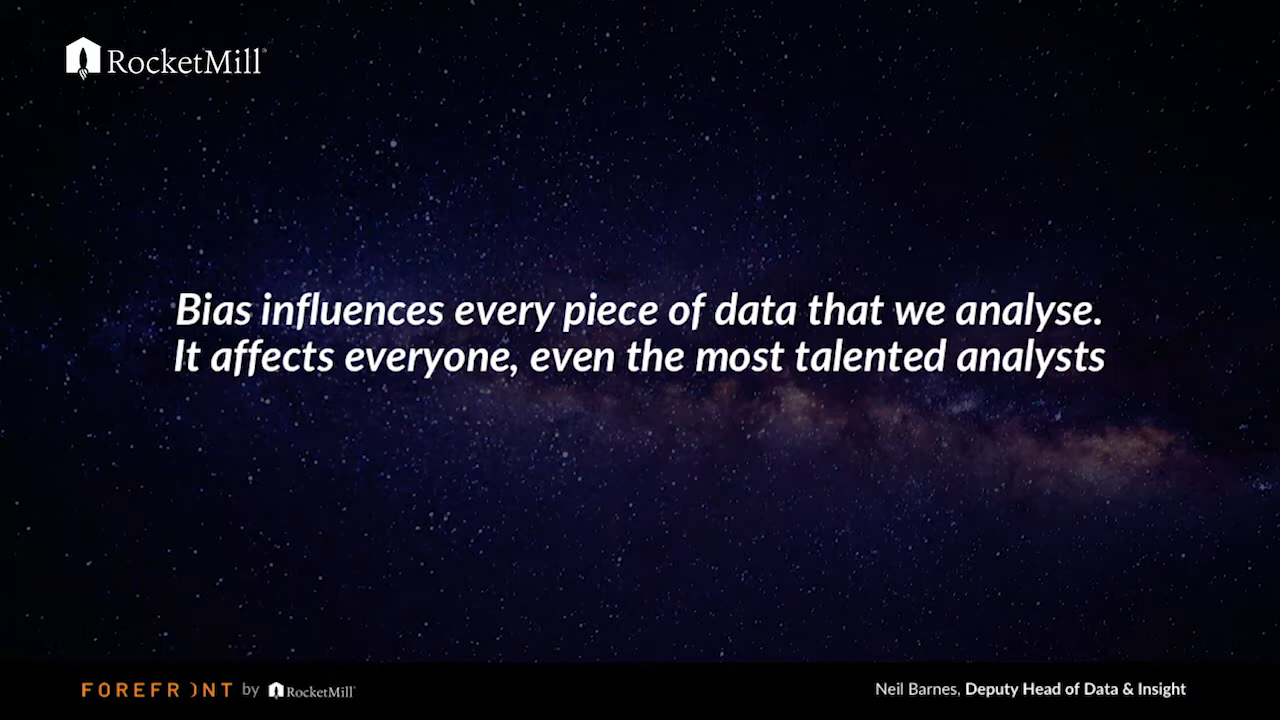 RocketMill®
Bias influences every piece of data that we analyse.
It affects everyone, even the most talented analysts
FOREFRONT by RocketMill®
Neil Barnes, Deputy Head of Data & Insight